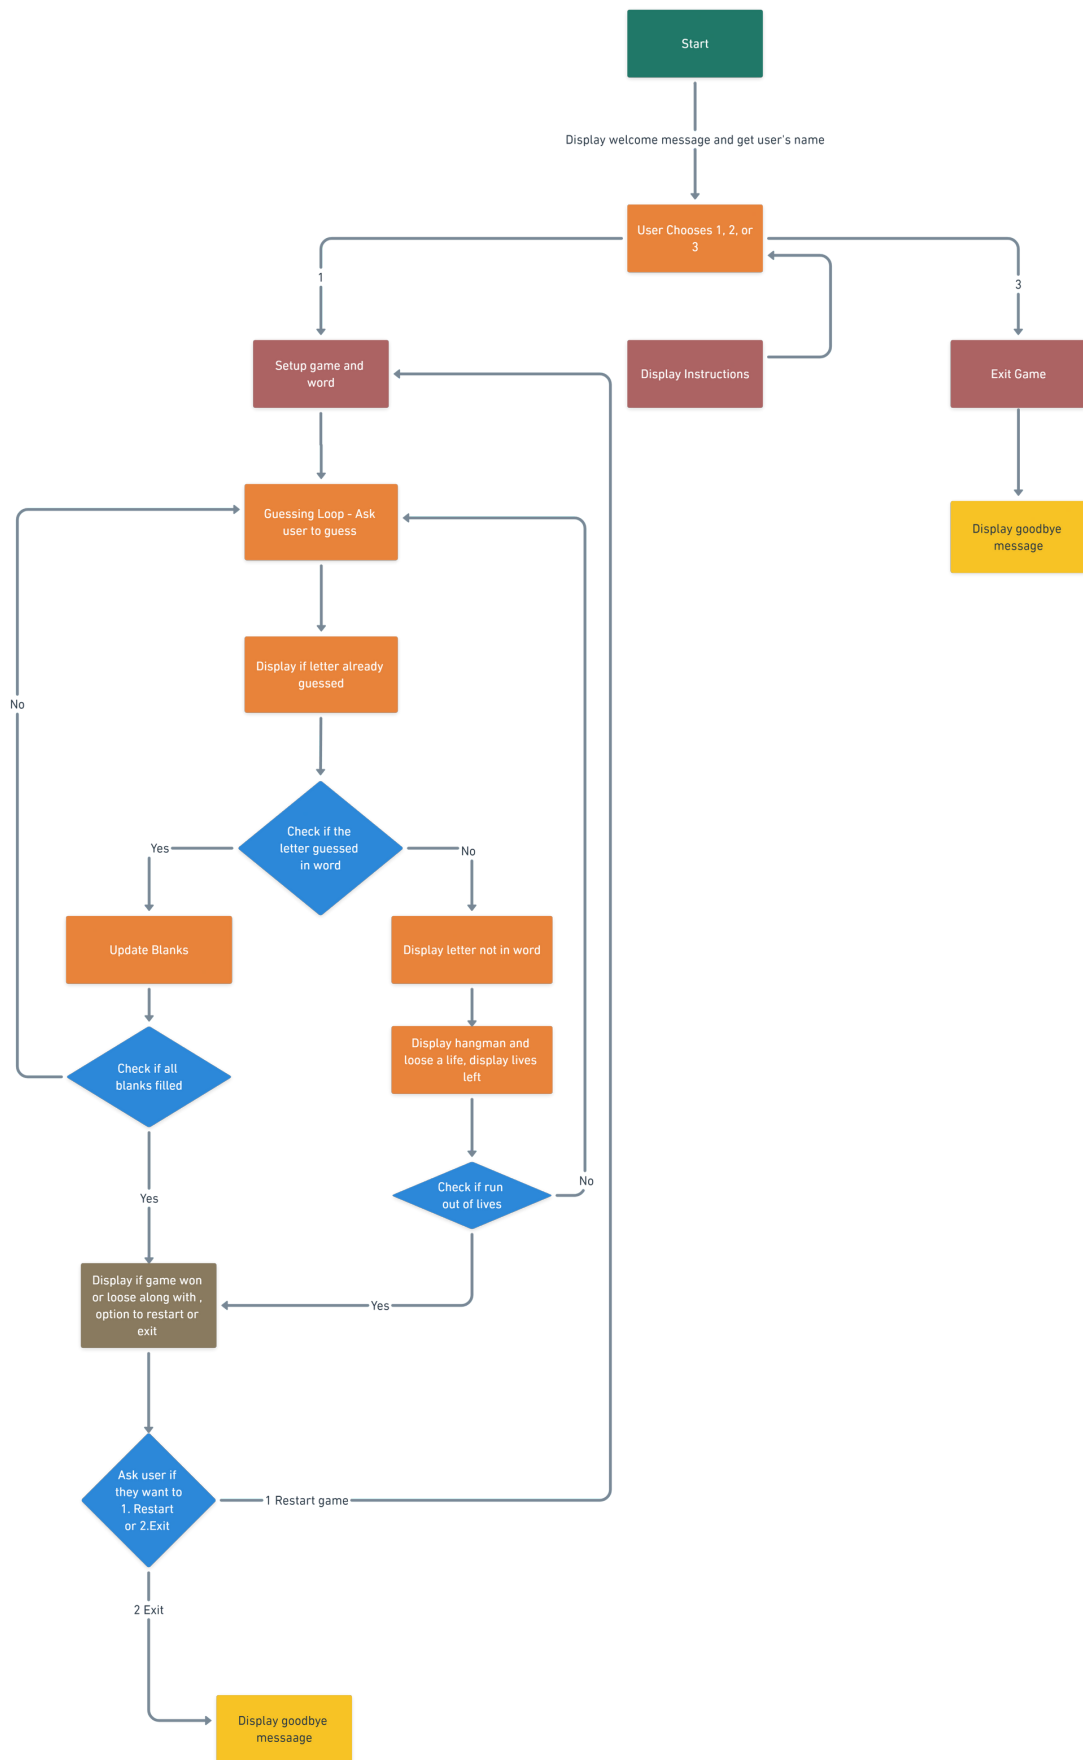 Start
Display welcome message and get user's name
User Chooses 1, 2, or
3
1
3
Setup game and
word
Display Instructions
Exit Game
Guessing Loop - Ask
user to guess
Display goodbye
message
Display if letter already
guessed
No
Check if the
letter guessed
in word
Yes
No
Update Blanks
Display letter not in word
Display hangman and
loose a life, display lives
left
Check if all
blanks filled
Check if run
out of lives
No
Yes
Display if game won
or loose along with ,
option to restart or
exit
Yes
Ask user if
they want to
1. Restart
or 2.Exit
1 Restart game
2 Exit
Display goodbye
messaage